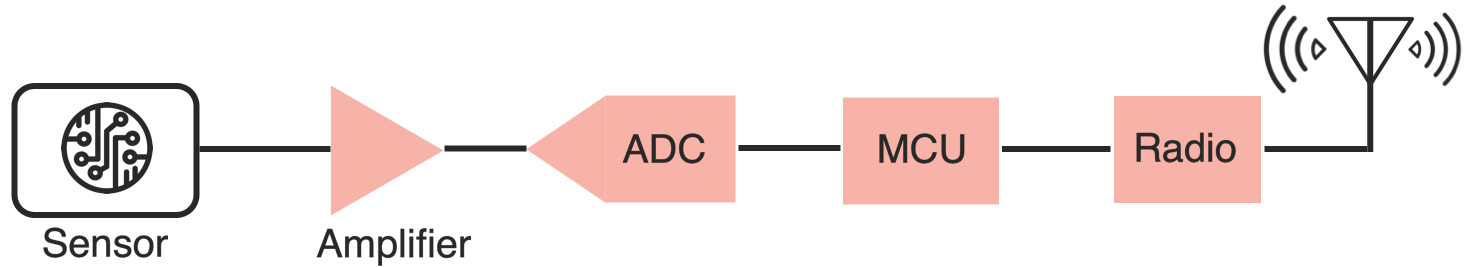 Sensor
Amplifier
ADC
MCU
Radio